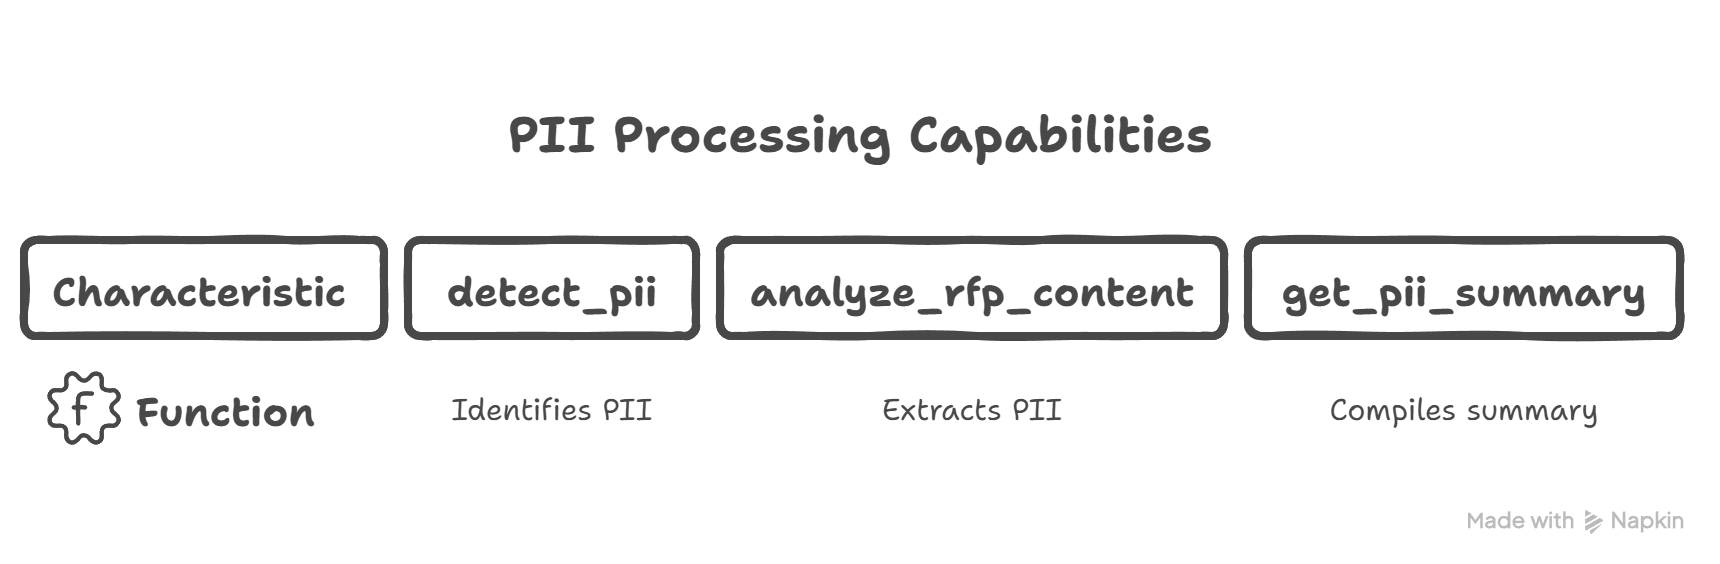 PII Processing Capabilities
Characteristic detect_pii analyze_rfp_content get_pii_summary
f Function Identifies PII Extracts PII Compiles summary
Made with Napkin